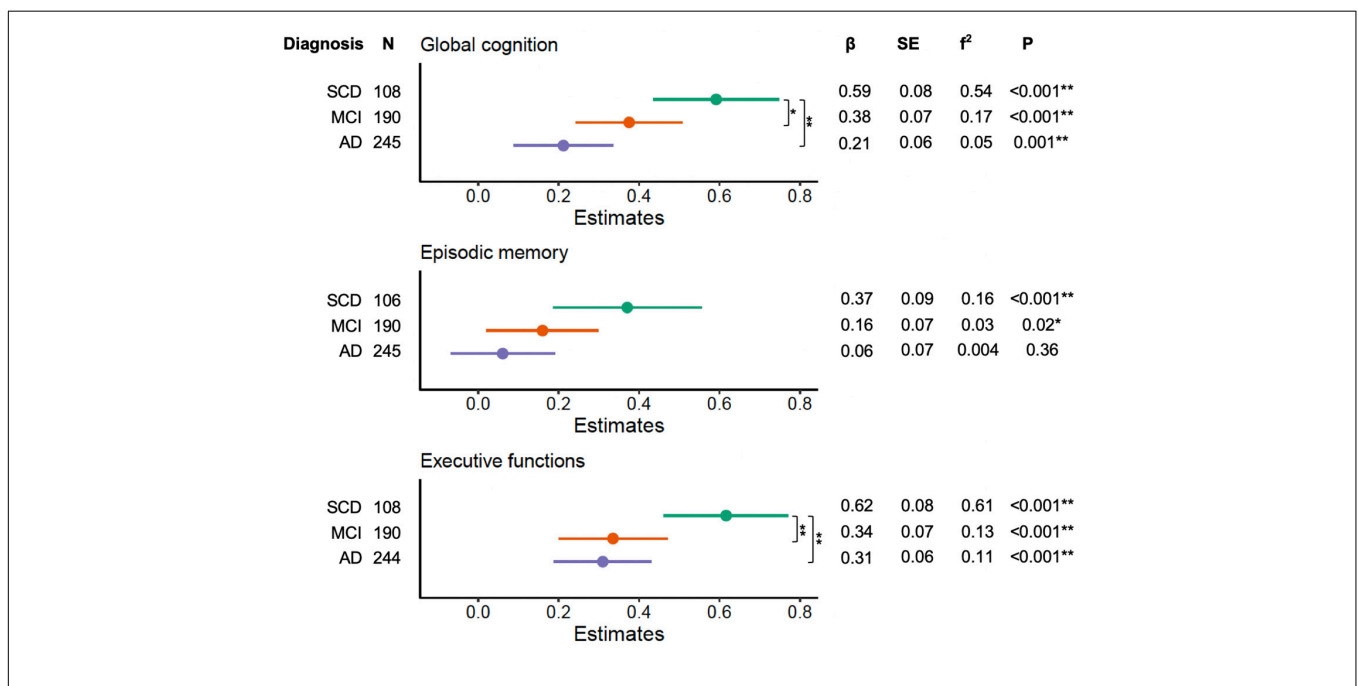 Diagnosis N Global cognition β SE f² P
SCD 108 0.59 0.08 0.54 <0.001**
*
**
MCI 190 0.38 0.07 0.17 <0.001**
AD 245 0.21 0.06 0.05 0.001**
0.0 0.2 0.4 0.6 0.8
Estimates
Episodic memory
SCD 106 0.37 0.09 0.16 <0.001**
MCI 190 0.16 0.07 0.03 0.02*
AD 245 0.06 0.07 0.004 0.36
0.0 0.2 0.4 0.6 0.8
Estimates
Executive functions
SCD 108 0.62 0.08 0.61 <0.001**
**
**
MCI 190 0.34 0.07 0.13 <0.001**
AD 244 0.31 0.06 0.11 <0.001**
0.0 0.2 0.4 0.6 0.8
Estimates